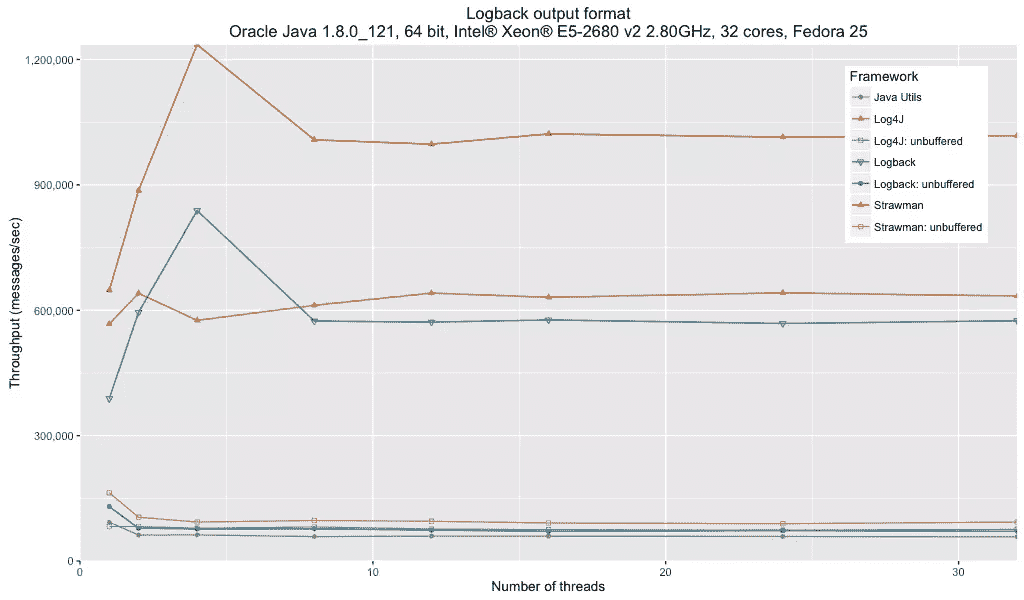 Logback output format
Oracle Java 1.8.0_121, 64 bit, Intel® Xeon® E5-2680 v2 2.80GHz, 32 cores, Fedora 25
1,200,000
900,000
600,000
300,000
0
Throughput (messages/sec)
Framework
Java Utils
Log4J
Log4J: unbuffered
Logback
Logback: unbuffered
Strawman
Strawman: unbuffered
0 10 20 30
Number of threads